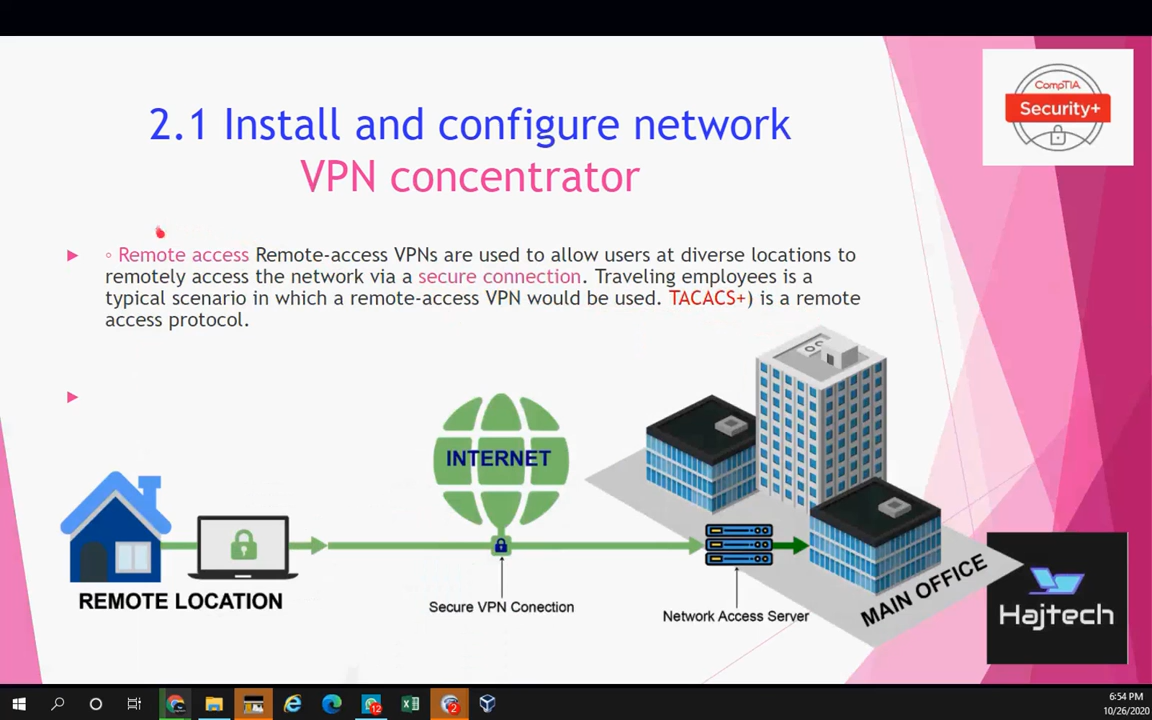 2.1 Install and configure network
VPN concentrator
CompTIA
Security+
◦ Remote access Remote-access VPNs are used to allow users at diverse locations to
remotely access the network via a secure connection. Traveling employees is a
typical scenario in which a remote-access VPN would be used. TACACS+) is a remote
access protocol.
INTERNET
REMOTE LOCATION
Secure VPN Conection
Network Access Server
MAIN OFFICE
Hajtech
12
2
6:54 PM
10/26/2020